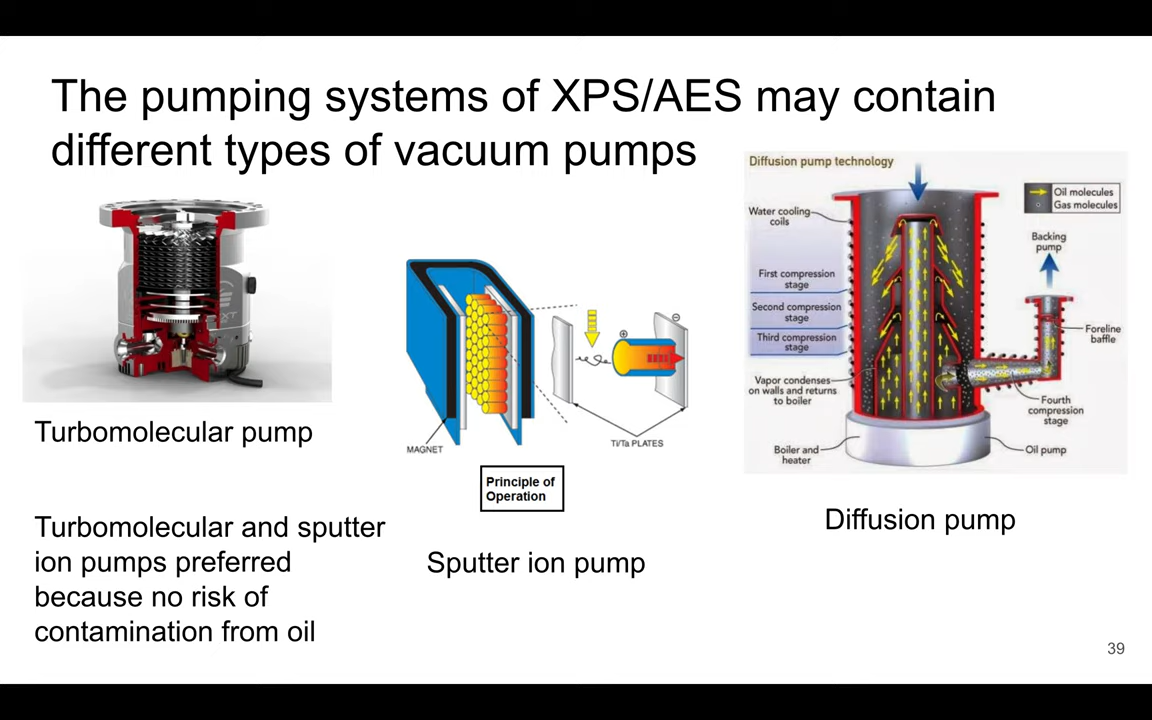 The pumping systems of XPS/AES may contain
different types of vacuum pumps
Turbomolecular pump
Turbomolecular and sputter
ion pumps preferred
because no risk of
contamination from oil
MAGNET
Ti/Ta PLATES
Principle of
Operation
Sputter ion pump
Diffusion pump technology
Oil molecules
Gas molecules
Water cooling
coils
Backing
pump
First compression
stage
Second compression
stage
Third compression
stage
Foreline
baffle
Vapor condenses
on walls and returns
to boiler
Fourth
compression
stage
Boiler and
heater
Oil pump
Diffusion pump
39